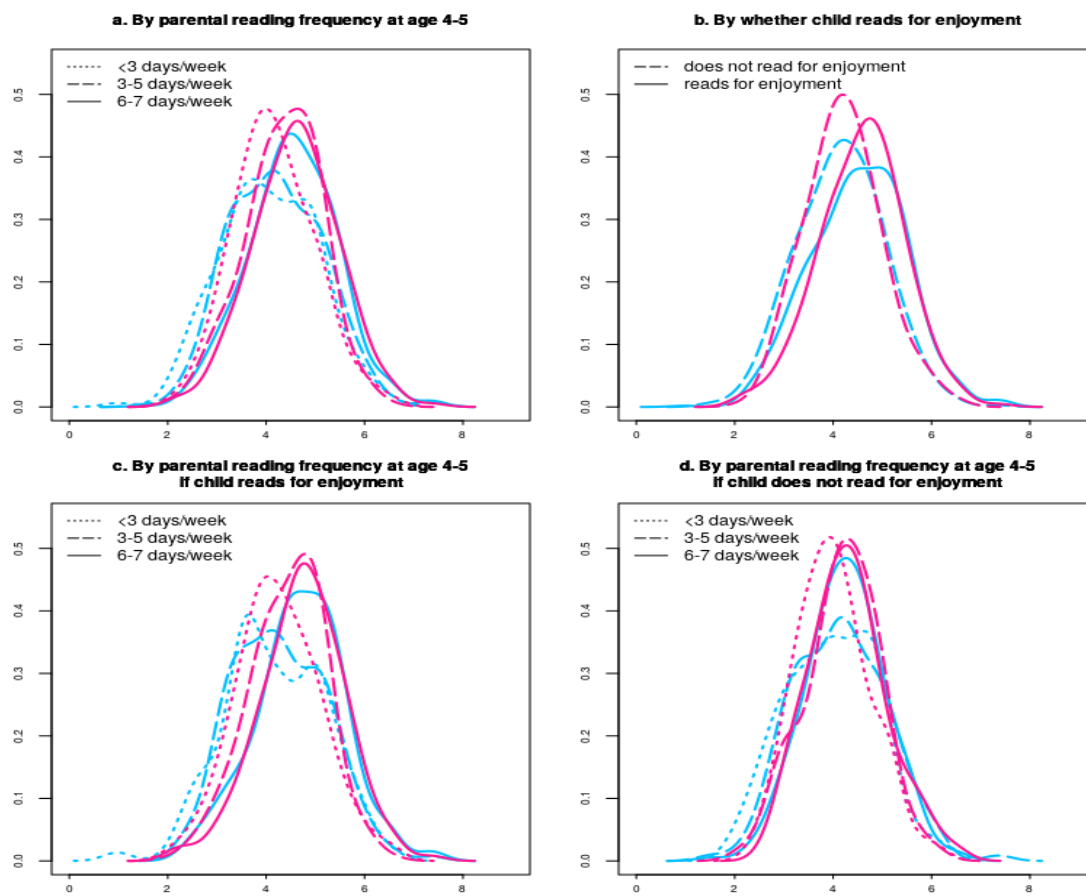 a. By parental reading frequency at age 4-5
<3 days/week
3-5 days/week
6-7 days/week
0.5
0.4
0.3
0.2
0.1
0.0
0 2 4 6 8
b. By whether child reads for enjoyment
does not read for enjoyment
reads for enjoyment
0.5
0.4
0.3
0.2
0.1
0.0
0 2 4 6 8
c. By parental reading frequency at age 4-5
if child reads for enjoyment
<3 days/week
3-5 days/week
6-7 days/week
0.5
0.4
0.3
0.2
0.1
0.0
0 2 4 6 8
d. By parental reading frequency at age 4-5
if child does not read for enjoyment
<3 days/week
3-5 days/week
6-7 days/week
0.5
0.4
0.3
0.2
0.1
0.0
0 2 4 6 8